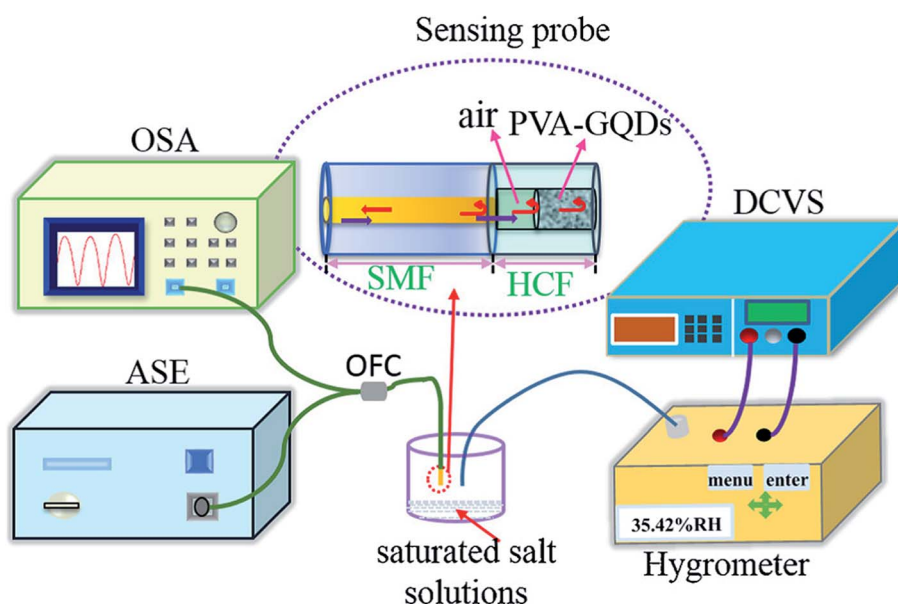 Sensing probe
air
PVA-GQDs
OSA
DCVS
SMF
HCF
ASE
OFC
menu
enter
35.42%RH
saturated salt
solutions
Hygrometer